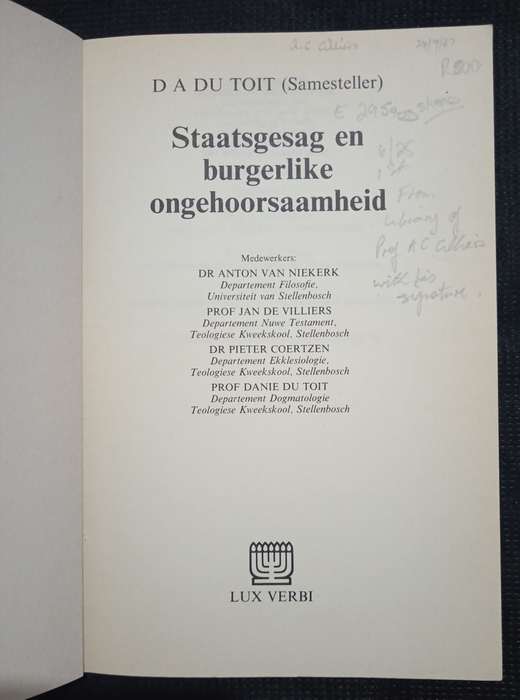 A.C. Cilliers
R200
D A DU TOIT (Samesteller)
Staatsgesag en
burgerlike
ongehoorsaamheid
From
Library of
Prof A C Cilliers
with his
signature.
Medewerkers:
DR ANTON VAN NIEKERK
Departement Filosofie,
Universiteit van Stellenbosch
PROF JAN DE VILLIERS
Departement Nuwe Testament,
Teologiese Kweekskool, Stellenbosch
DR PIETER COERTZEN
Departement Ekklesiologie,
Teologiese Kweekskool, Stellenbosch
PROF DANIE DU TOIT
Departement Dogmatologie
Teologiese Kweekskool, Stellenbosch
LUX VERBI